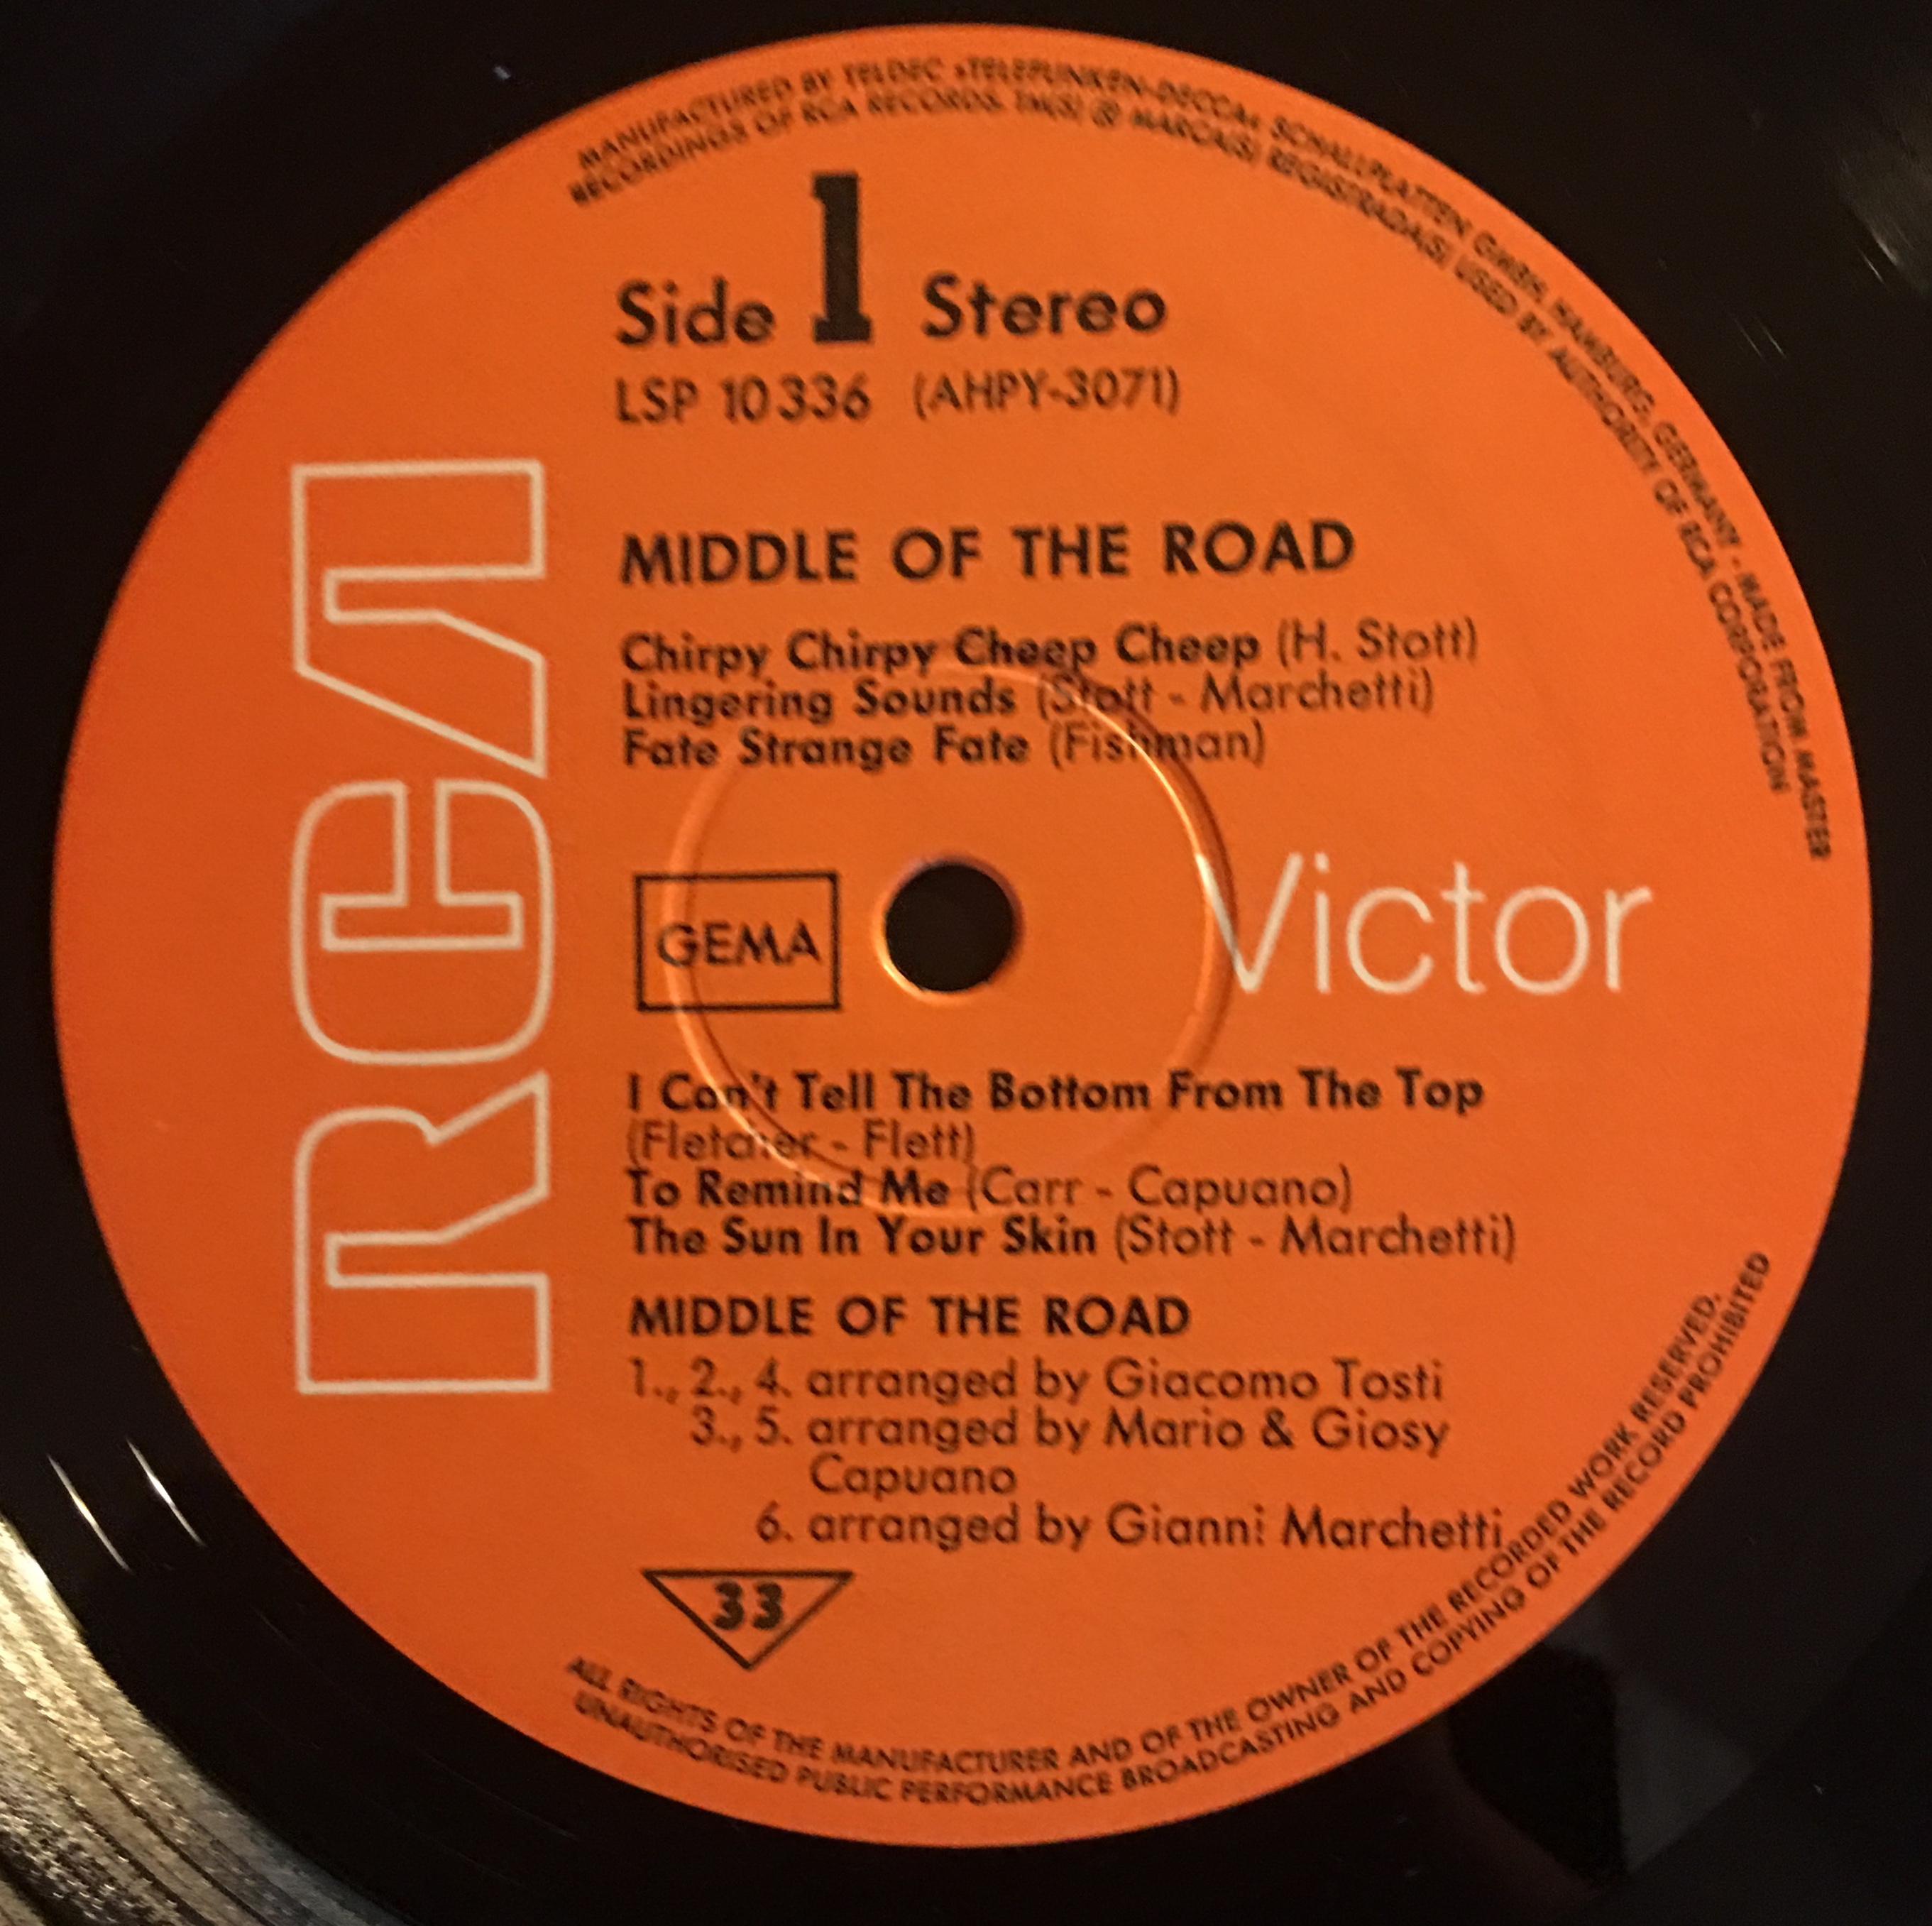 MANUFACTURED BY TELDEC »TELEFUNKEN-DECCA« SCHALLPLATTEN GMBH, HAMBURG, GERMANY - MADE FROM MASTER
RECORDINGS OF RCA RECORDS. TM(S) ® MARCA(S) REGISTRADA(S) USED BY AUTHORITY OF RCA CORPORATION
Side 1 Stereo
LSP 10336 (AHPY-3071)
RCA
MIDDLE OF THE ROAD
Chirpy Chirpy Cheep Cheep (H. Stott)
Lingering Sounds (Stott - Marchetti)
Fate Strange Fate (Fishman)
GEMA
Victor
I Can't Tell The Bottom From The Top
(Fletcher - Flett)
To Remind Me (Carr - Capuano)
The Sun In Your Skin (Stott - Marchetti)
MIDDLE OF THE ROAD
1., 2., 4. arranged by Giacomo Tosti
3., 5. arranged by Mario & Giosy
Capuano
6. arranged by Gianni Marchetti
33
ALL RIGHTS OF THE MANUFACTURER AND OF THE OWNER OF THE RECORDED WORK RESERVED.
UNAUTHORISED PUBLIC PERFORMANCE BROADCASTING AND COPYING OF THE RECORD PROHIBITED